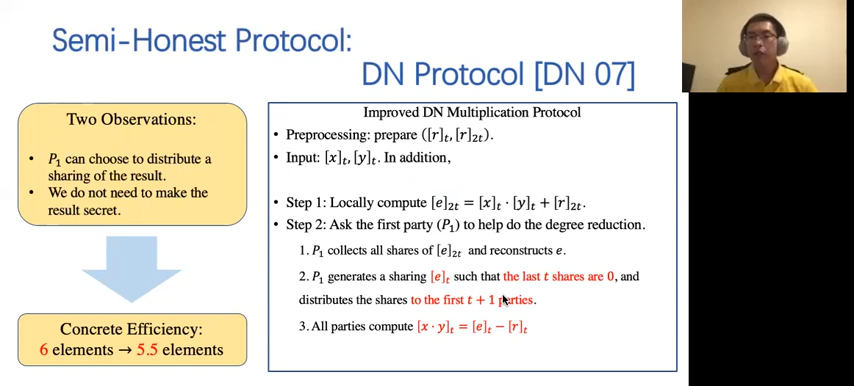 Semi-Honest Protocol:
DN Protocol [DN 07]
Two Observations:
• P₁ can choose to distribute a
sharing of the result.
• We do not need to make the
result secret.
Concrete Efficiency:
6 elements → 5.5 elements
Improved DN Multiplication Protocol
• Preprocessing: prepare ([r]ₜ, [r]₂ₜ).
• Input: [x]ₜ, [y]ₜ. In addition,
• Step 1: Locally compute [e]₂ₜ = [x]ₜ · [y]ₜ + [r]₂ₜ.
• Step 2: Ask the first party (P₁) to help do the degree reduction.
1. P₁ collects all shares of [e]₂ₜ and reconstructs e.
2. P₁ generates a sharing [e]ₜ such that the last t shares are 0, and
distributes the shares to the first t + 1 parties.
3. All parties compute [x · y]ₜ = [e]ₜ − [r]ₜ